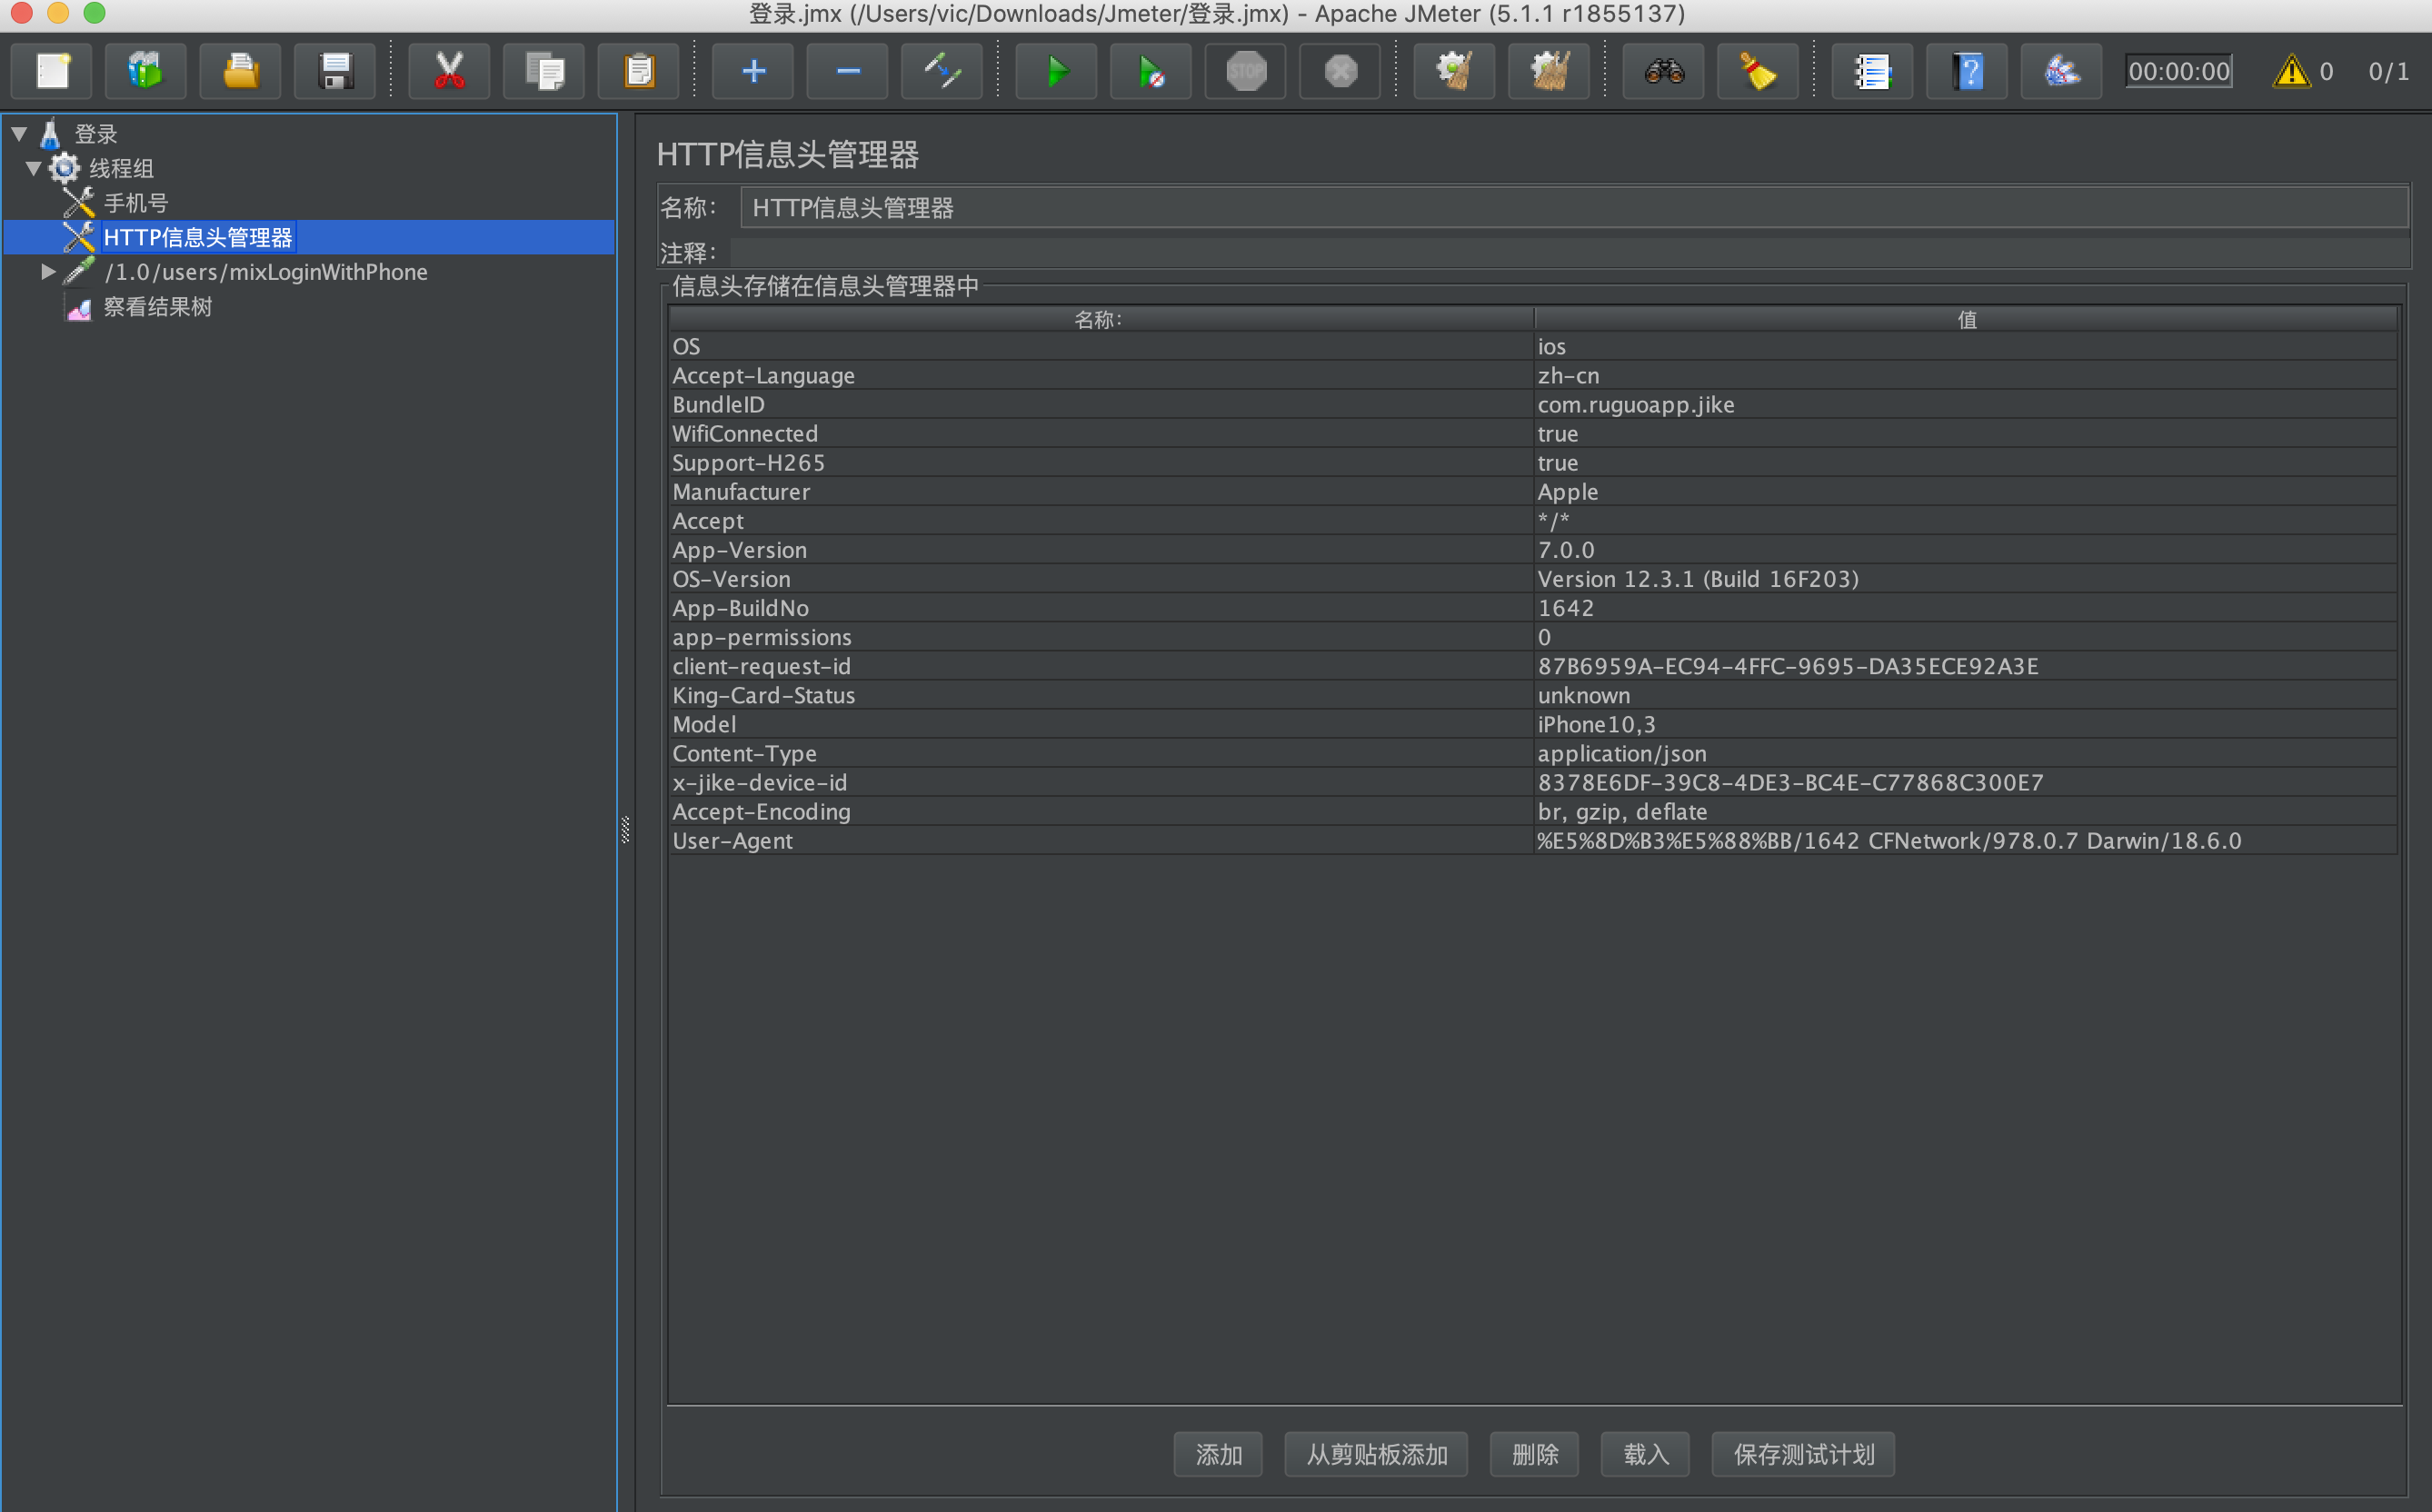 登录.jmx (/Users/vic/Downloads/Jmeter/登录.jmx) - Apache JMeter (5.1.1 r1855137)
STOP
?
00:00:00
0
0/1
登录
线程组
手机号
HTTP信息头管理器
/1.0/users/mixLoginWithPhone
察看结果树
HTTP信息头管理器
名称: HTTP信息头管理器
注释:
信息头存储在信息头管理器中
名称: 值
OS ios
Accept-Language zh-cn
BundleID com.ruguoapp.jike
WifiConnected true
Support-H265 true
Manufacturer Apple
Accept */*
App-Version 7.0.0
OS-Version Version 12.3.1 (Build 16F203)
App-BuildNo 1642
app-permissions 0
client-request-id 87B6959A-EC94-4FFC-9695-DA35ECE92A3E
King-Card-Status unknown
Model iPhone10,3
Content-Type application/json
x-jike-device-id 8378E6DF-39C8-4DE3-BC4E-C77868C300E7
Accept-Encoding br, gzip, deflate
User-Agent %E5%8D%B3%E5%88%BB/1642 CFNetwork/978.0.7 Darwin/18.6.0
添加 从剪贴板添加 删除 载入 保存测试计划